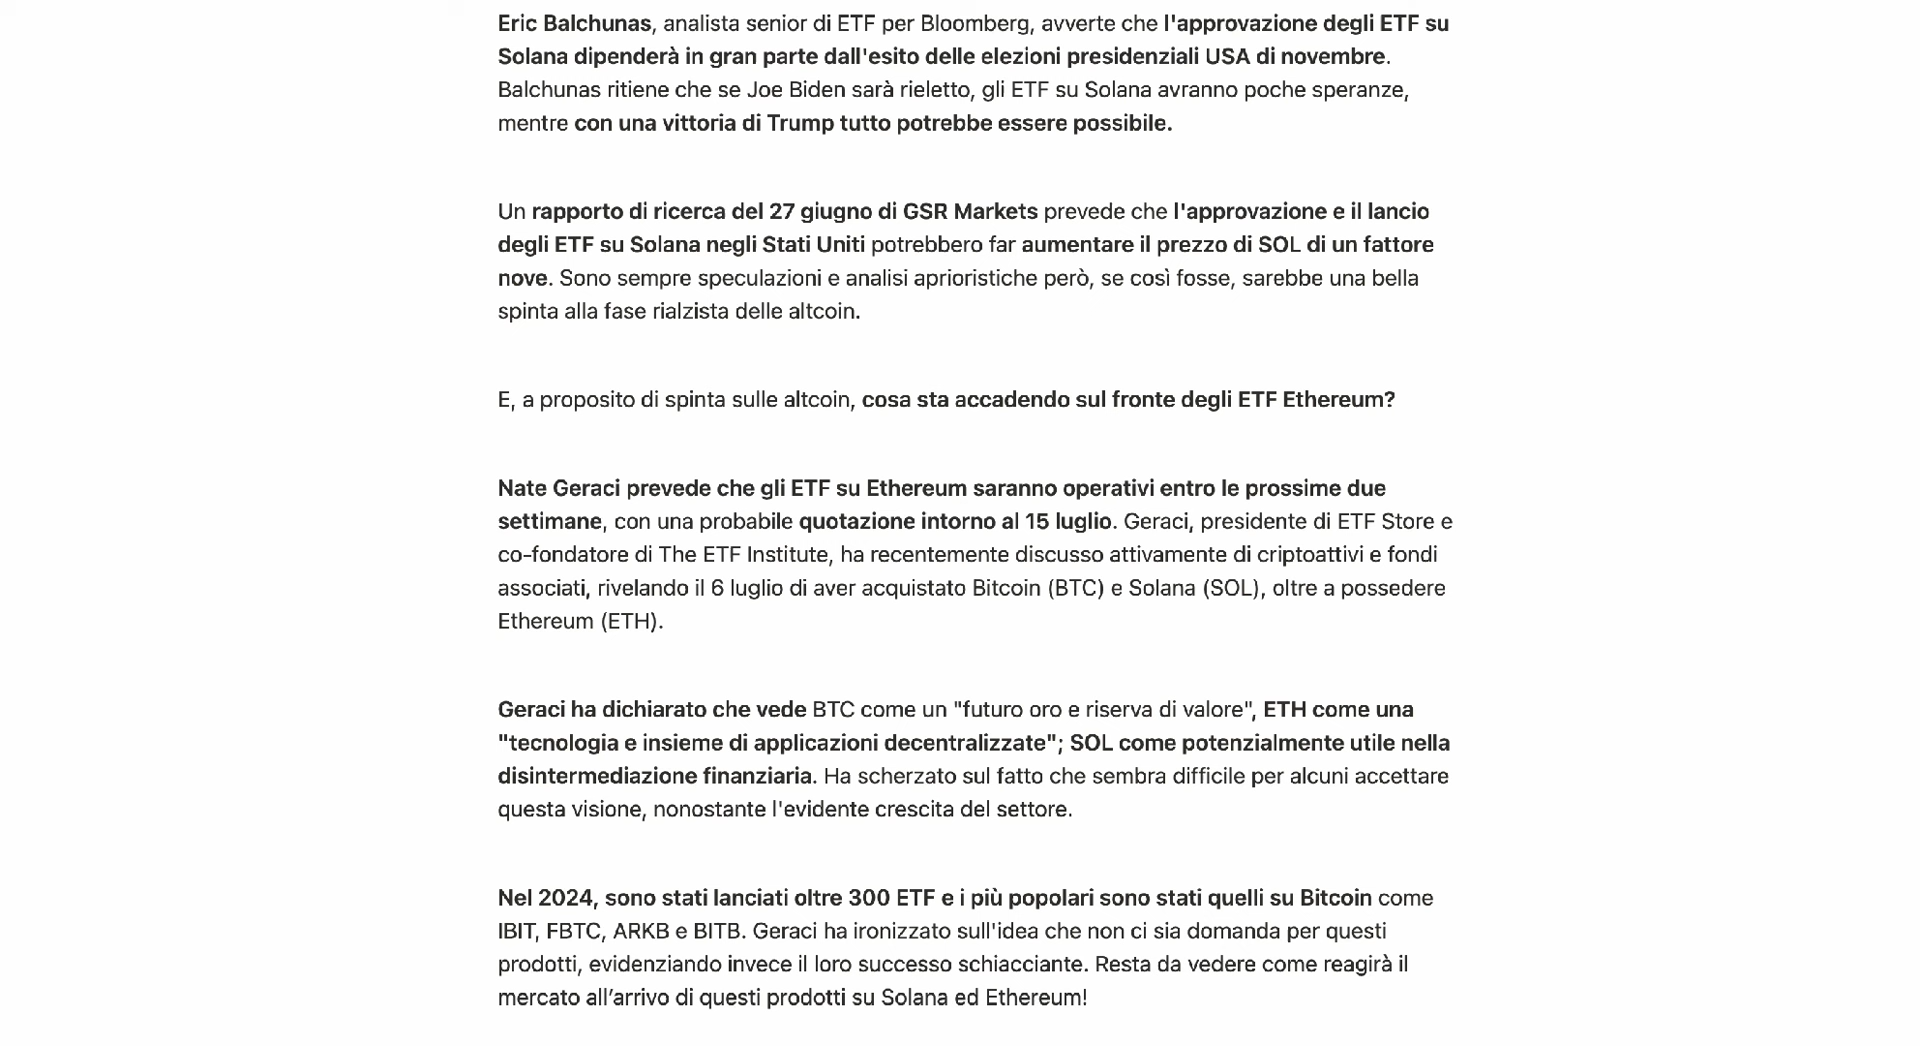 Eric Balchunas, analista senior di ETF per Bloomberg, avverte che l'approvazione degli ETF su
Solana dipenderà in gran parte dall'esito delle elezioni presidenziali USA di novembre.
Balchunas ritiene che se Joe Biden sarà rieletto, gli ETF su Solana avranno poche speranze,
mentre con una vittoria di Trump tutto potrebbe essere possibile.
Un rapporto di ricerca del 27 giugno di GSR Markets prevede che l'approvazione e il lancio
degli ETF su Solana negli Stati Uniti potrebbero far aumentare il prezzo di SOL di un fattore
nove. Sono sempre speculazioni e analisi aprioristiche però, se così fosse, sarebbe una bella
spinta alla fase rialzista delle altcoin.
E, a proposito di spinta sulle altcoin, cosa sta accadendo sul fronte degli ETF Ethereum?
Nate Geraci prevede che gli ETF su Ethereum saranno operativi entro le prossime due
settimane, con una probabile quotazione intorno al 15 luglio. Geraci, presidente di ETF Store e
co-fondatore di The ETF Institute, ha recentemente discusso attivamente di criptoattivi e fondi
associati, rivelando il 6 luglio di aver acquistato Bitcoin (BTC) e Solana (SOL), oltre a possedere
Ethereum (ETH).
Geraci ha dichiarato che vede BTC come un "futuro oro e riserva di valore", ETH come una
"tecnologia e insieme di applicazioni decentralizzate"; SOL come potenzialmente utile nella
disintermediazione finanziaria. Ha scherzato sul fatto che sembra difficile per alcuni accettare
questa visione, nonostante l'evidente crescita del settore.
Nel 2024, sono stati lanciati oltre 300 ETF e i più popolari sono stati quelli su Bitcoin come
IBIT, FBTC, ARKB e BITB. Geraci ha ironizzato sull'idea che non ci sia domanda per questi
prodotti, evidenziando invece il loro successo schiacciante. Resta da vedere come reagirà il
mercato all’arrivo di questi prodotti su Solana ed Ethereum!